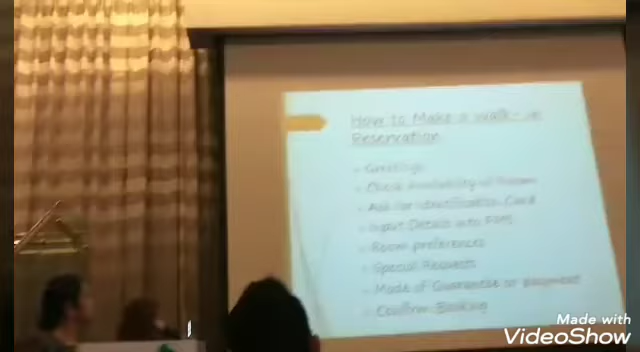 How to Make a Walk-in
Reservation
Greetings
Check Availability of Room
Ask for Identification Card
Input Details into PMS
Room preferences
Special Requests
Mode of Guarantee or payment
Confirm Booking
Made with
VideoShow